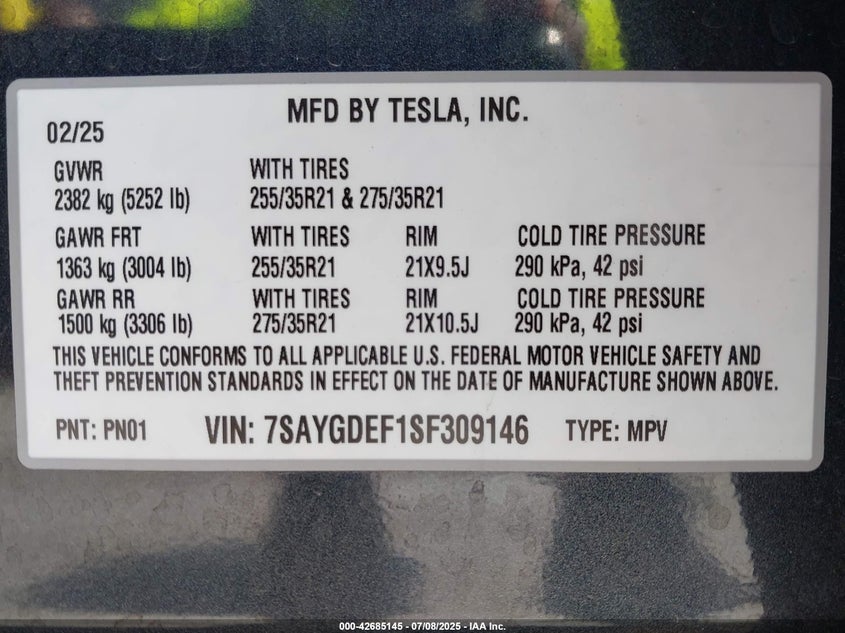 MFD BY TESLA, INC.
02/25
GVWR WITH TIRES
2382 kg (5252 lb) 255/35R21 & 275/35R21
GAWR FRT WITH TIRES RIM COLD TIRE PRESSURE
1363 kg (3004 lb) 255/35R21 21X9.5J 290 kPa, 42 psi
GAWR RR WITH TIRES RIM COLD TIRE PRESSURE
1500 kg (3306 lb) 275/35R21 21X10.5J 290 kPa, 42 psi
THIS VEHICLE CONFORMS TO ALL APPLICABLE U.S. FEDERAL MOTOR VEHICLE SAFETY AND
THEFT PREVENTION STANDARDS IN EFFECT ON THE DATE OF MANUFACTURE SHOWN ABOVE.
PNT: PN01 VIN: 7SAYGDEF1SF309146 TYPE: MPV
000-42685145 - 07/08/2025 - IAA Inc.